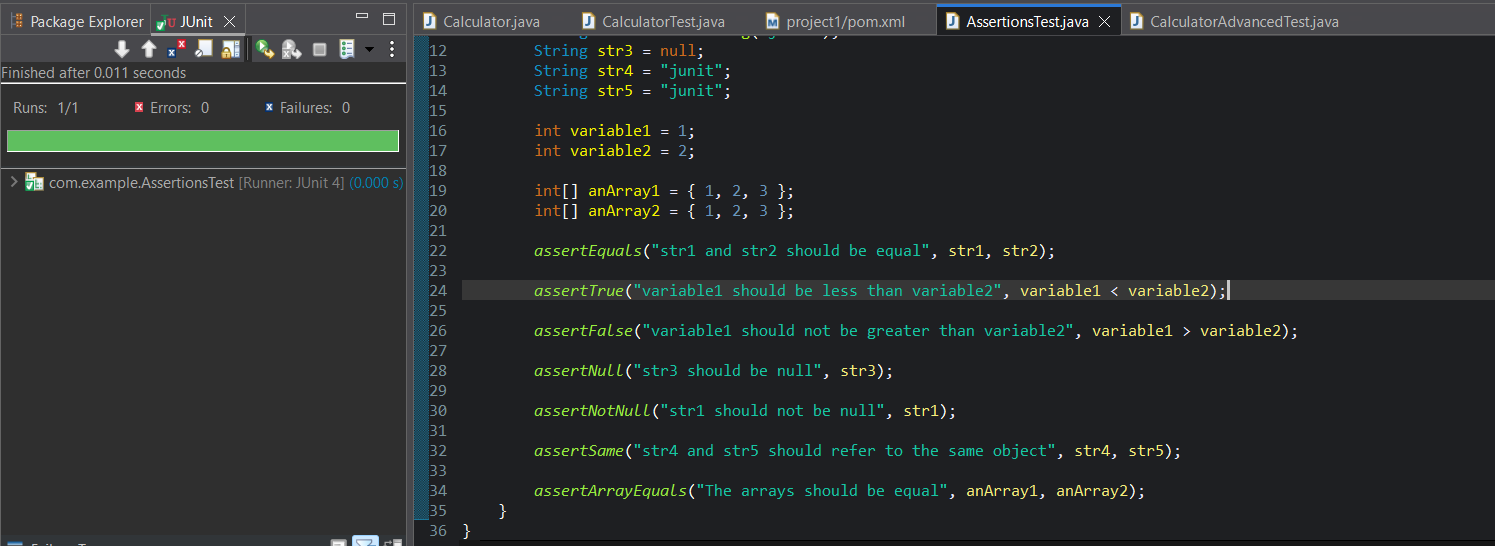 Package Explorer JUnit
Finished after 0.011 seconds
Runs: 1/1 Errors: 0 Failures: 0
com.example.AssertionsTest [Runner: JUnit 4] (0.000 s)
Calculator.java CalculatorTest.java project1/pom.xml AssertionsTest.java CalculatorAdvancedTest.java
12 String str3 = null;
13 String str4 = "junit";
14 String str5 = "junit";
15
16 int variable1 = 1;
17 int variable2 = 2;
18
19 int[] anArray1 = { 1, 2, 3 };
20 int[] anArray2 = { 1, 2, 3 };
21
22 assertEquals("str1 and str2 should be equal", str1, str2);
23
24 assertTrue("variable1 should be less than variable2", variable1 < variable2);
25
26 assertFalse("variable1 should not be greater than variable2", variable1 > variable2);
27
28 assertNull("str3 should be null", str3);
29
30 assertNotNull("str1 should not be null", str1);
31
32 assertSame("str4 and str5 should refer to the same object", str4, str5);
33
34 assertArrayEquals("The arrays should be equal", anArray1, anArray2);
35 }
36 }